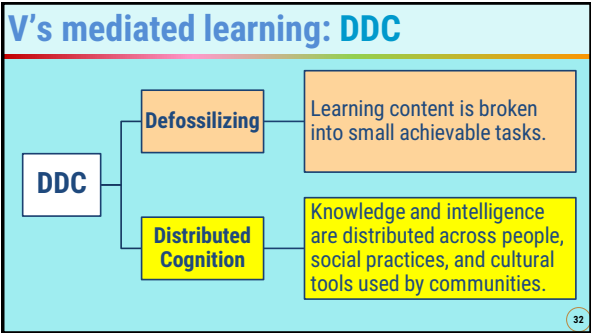 V's mediated learning: DDC
DDC
Defossilizing
Learning content is broken
into small achievable tasks.
Distributed
Cognition
Knowledge and intelligence
are distributed across people,
social practices, and cultural
tools used by communities.
32